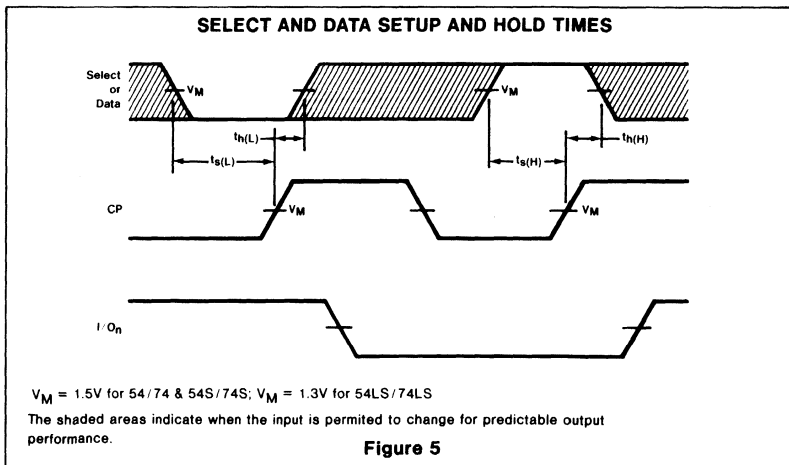 SELECT AND DATA SETUP AND HOLD TIMES
Select
or
Data
VM
VM
th(L)
th(H)
ts(L)
ts(H)
CP
VM
VM
I/On
VM = 1.5V for 54/74 & 54S/74S; VM = 1.3V for 54LS/74LS
The shaded areas indicate when the input is permited to change for predictable output
performance.
Figure 5